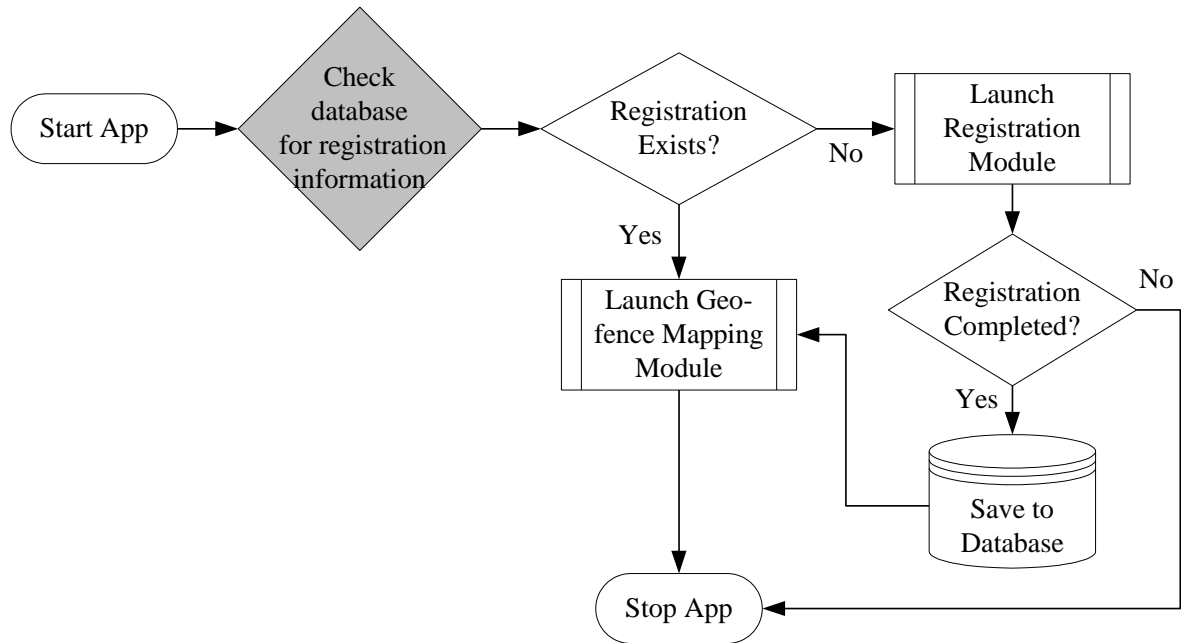 Start App
Check
database
for registration
information
Registration
Exists?
No
Launch
Registration
Module
Yes
Launch Geo-
fence Mapping
Module
Registration
Completed?
No
Yes
Save to
Database
Stop App